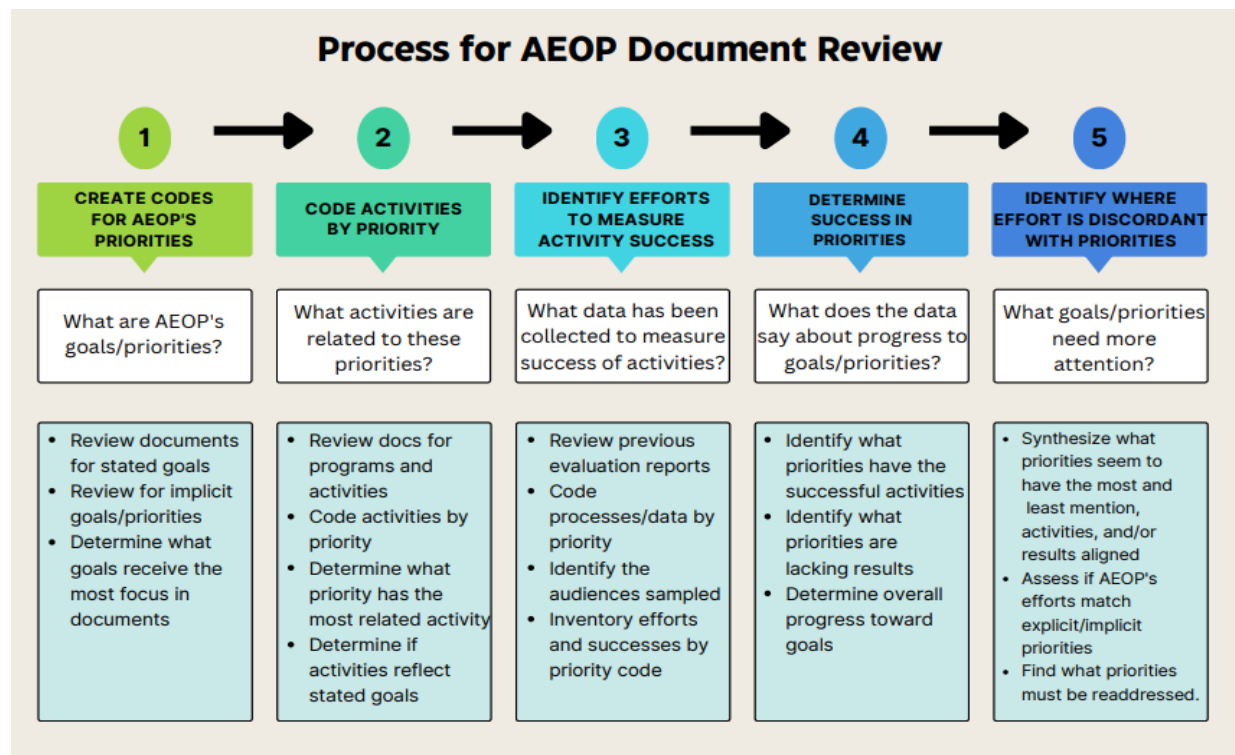 Process for AEOP Document Review
1
2
3
4
5
CREATE CODES
FOR AEOP'S
PRIORITIES
CODE ACTIVITIES
BY PRIORITY
IDENTIFY EFFORTS
TO MEASURE
ACTIVITY SUCCESS
DETERMINE
SUCCESS IN
PRIORITIES
IDENTIFY WHERE
EFFORT IS DISCORDANT
WITH PRIORITIES
What are AEOP's
goals/priorities?
What activities are
related to these
priorities?
What data has been
collected to measure
success of activities?
What does the data
say about progress to
goals/priorities?
What goals/priorities
need more
attention?
• Review documents
for stated goals
• Review for implicit
goals/priorities
• Determine what
goals receive the
most focus in
documents
• Review docs for
programs and
activities
• Code activities by
priority
• Determine what
priority has the
most related activity
• Determine if
activities reflect
stated goals
• Review previous
evaluation reports
• Code
processes/data by
priority
• Identify the
audiences sampled
• Inventory efforts
and successes by
priority code
• Identify what
priorities have the
successful activities
• Identify what
priorities are
lacking results
• Determine overall
progress toward
goals
• Synthesize what
priorities seem to
have the most and
least mention,
activities, and/or
results aligned
• Assess if AEOP's
efforts match
explicit/implicit
priorities
• Find what priorities
must be readdressed.